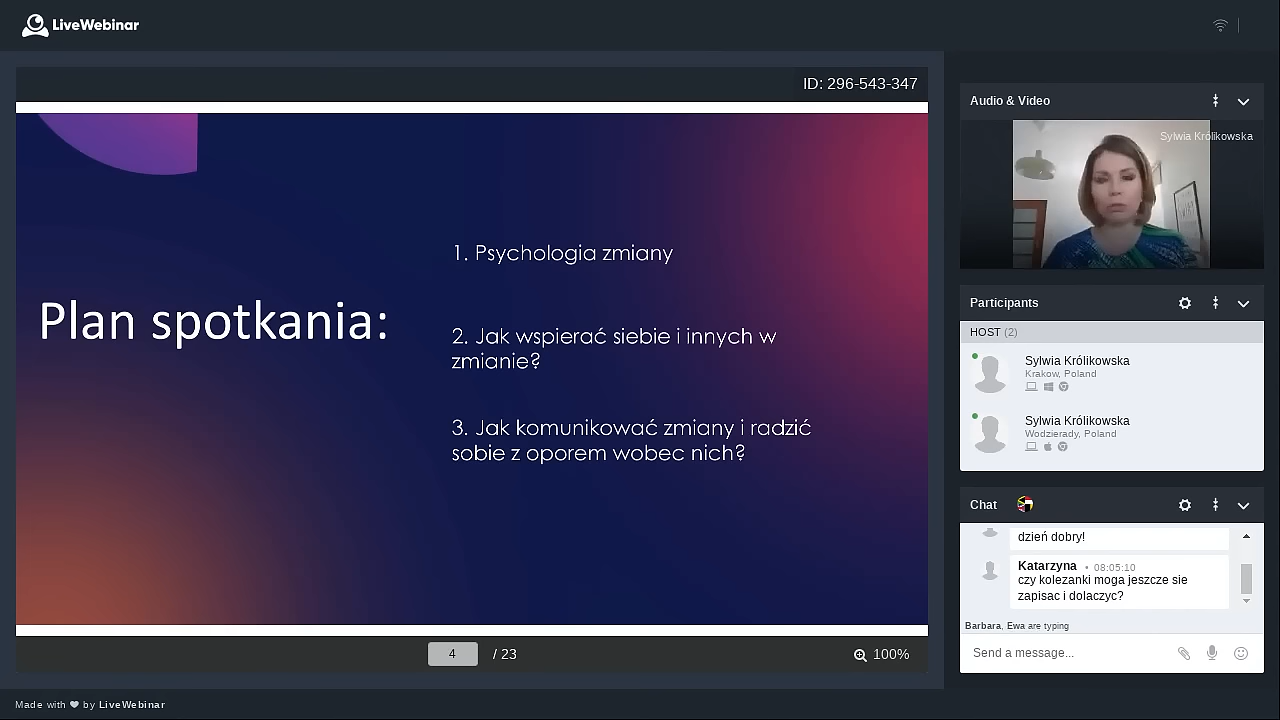 LiveWebinar
ID: 296-543-347
Plan spotkania:
1. Psychologia zmiany
2. Jak wspierać siebie i innych w
zmianie?
3. Jak komunikować zmiany i radzić
sobie z oporem wobec nich?
4 / 23
100%
Audio & Video
Sylwia Królikowska
Participants
HOST (2)
Sylwia Królikowska
Krakow, Poland
Sylwia Królikowska
Wodzierady, Poland
Chat
dzień dobry!
Katarzyna • 08:05:10
czy kolezanki moga jeszcze sie
zapisac i dolaczyc?
Barbara, Ewa are typing
Send a message...
Made with by LiveWebinar